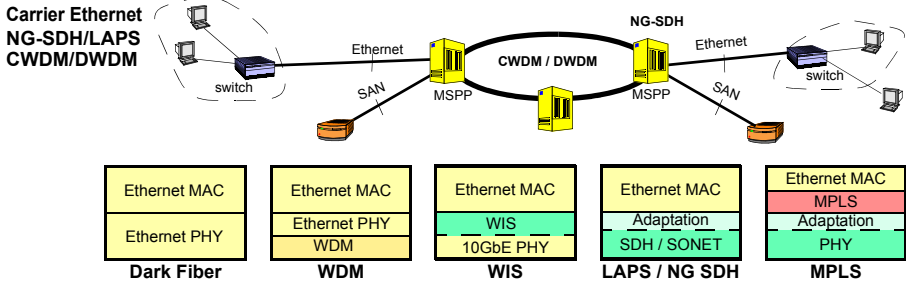 Carrier Ethernet
NG-SDH/LAPS
CWDM/DWDM
switch
Ethernet
SAN
MSPP
CWDM / DWDM
NG-SDH
MSPP
Ethernet
SAN
switch
Ethernet MAC
Ethernet PHY
Dark Fiber
Ethernet MAC
Ethernet PHY
WDM
WDM
Ethernet MAC
WIS
10GbE PHY
WIS
Ethernet MAC
Adaptation
SDH / SONET
LAPS / NG SDH
Ethernet MAC
MPLS
Adaptation
PHY
MPLS